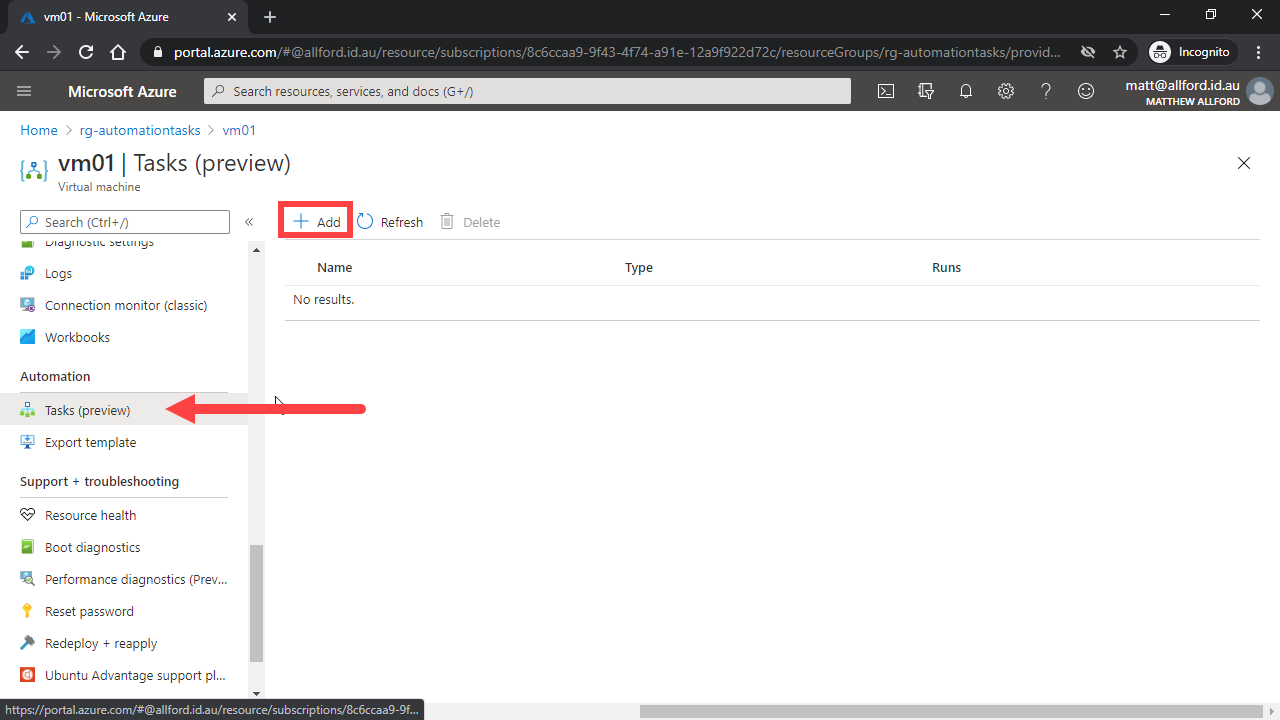 vm01 - Microsoft Azure
portal.azure.com/#@allford.id.au/resource/subscriptions/8c6ccaa9-9f43-4f74-a91e-12a9f922d72c/resourceGroups/rg-automationtasks/provid...
Incognito
Microsoft Azure
Search resources, services, and docs (G+/)
matt@allford.id.au
MATTHEW ALLFORD
Home > rg-automationtasks > vm01
vm01 | Tasks (preview)
Virtual machine
Search (Ctrl+/)
«
Add
Refresh
Delete
Diagnostic settings
Logs
Connection monitor (classic)
Workbooks
Automation
Tasks (preview)
Export template
Support + troubleshooting
Resource health
Boot diagnostics
Performance diagnostics (Prev...
Reset password
Redeploy + reapply
Ubuntu Advantage support pl...
Name Type Runs
No results.
https://portal.azure.com/#@allford.id.au/resource/subscriptions/8c6ccaa9-9f...